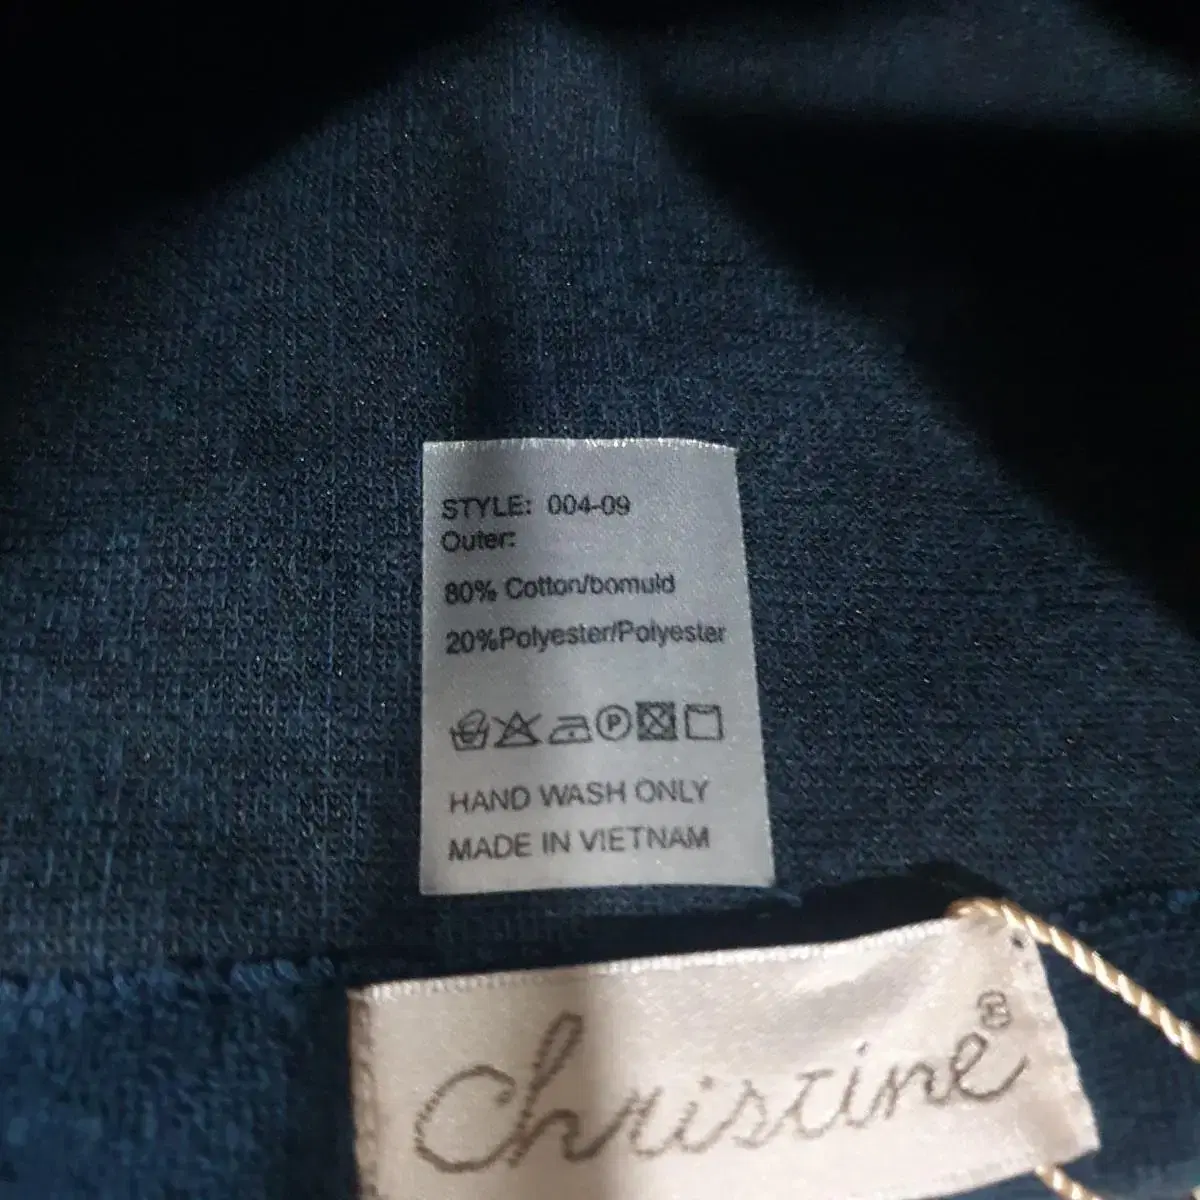 STYLE: 004-09
Outer:
80% Cotton/bomuld
20%Polyester/Polyester
P
HAND WASH ONLY
MADE IN VIETNAM
Christine®